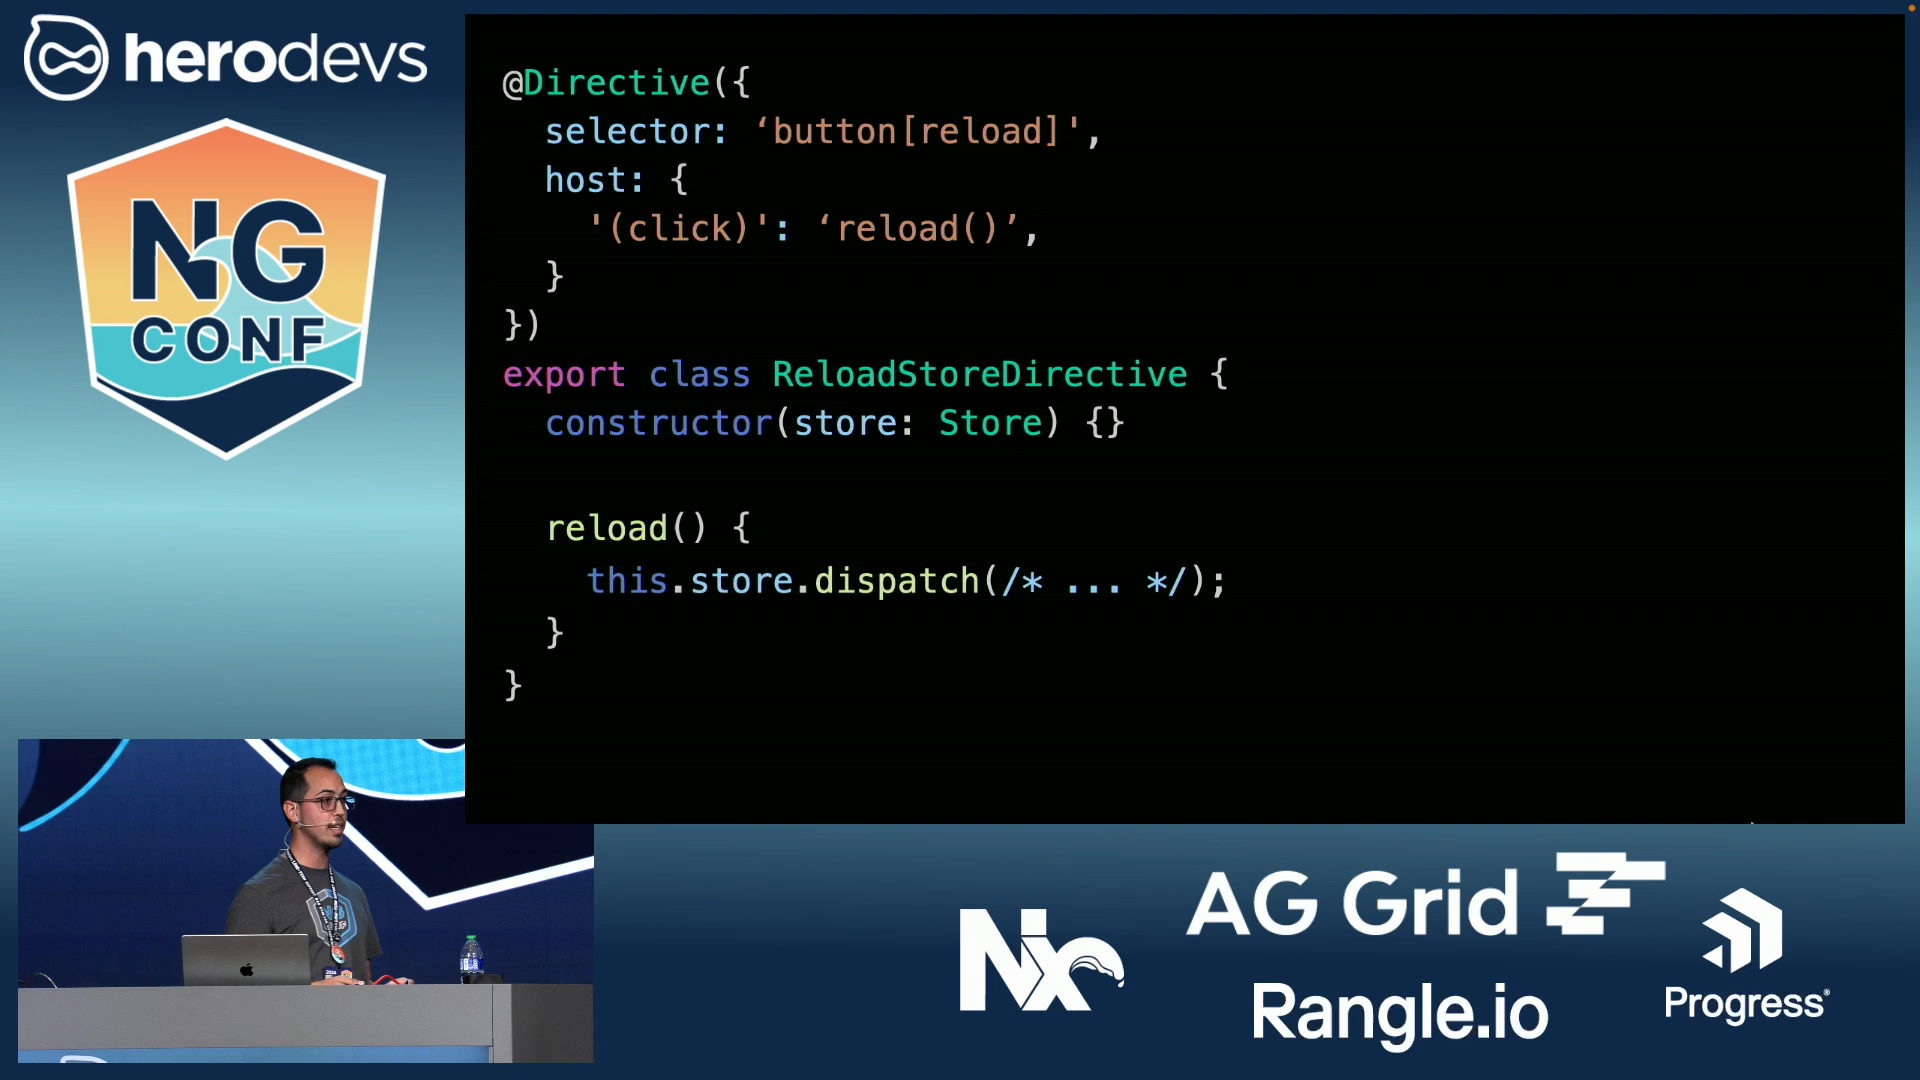 herodevs
NG
CONF
@Directive({
  selector: ‘button[reload]',
  host: {
    '(click)': ‘reload()’,
  }
})
export class ReloadStoreDirective {
  constructor(store: Store) {}

  reload() {
    this.store.dispatch(/* ... */);
  }
}
Nx
AG Grid
Rangle.io
Progress®